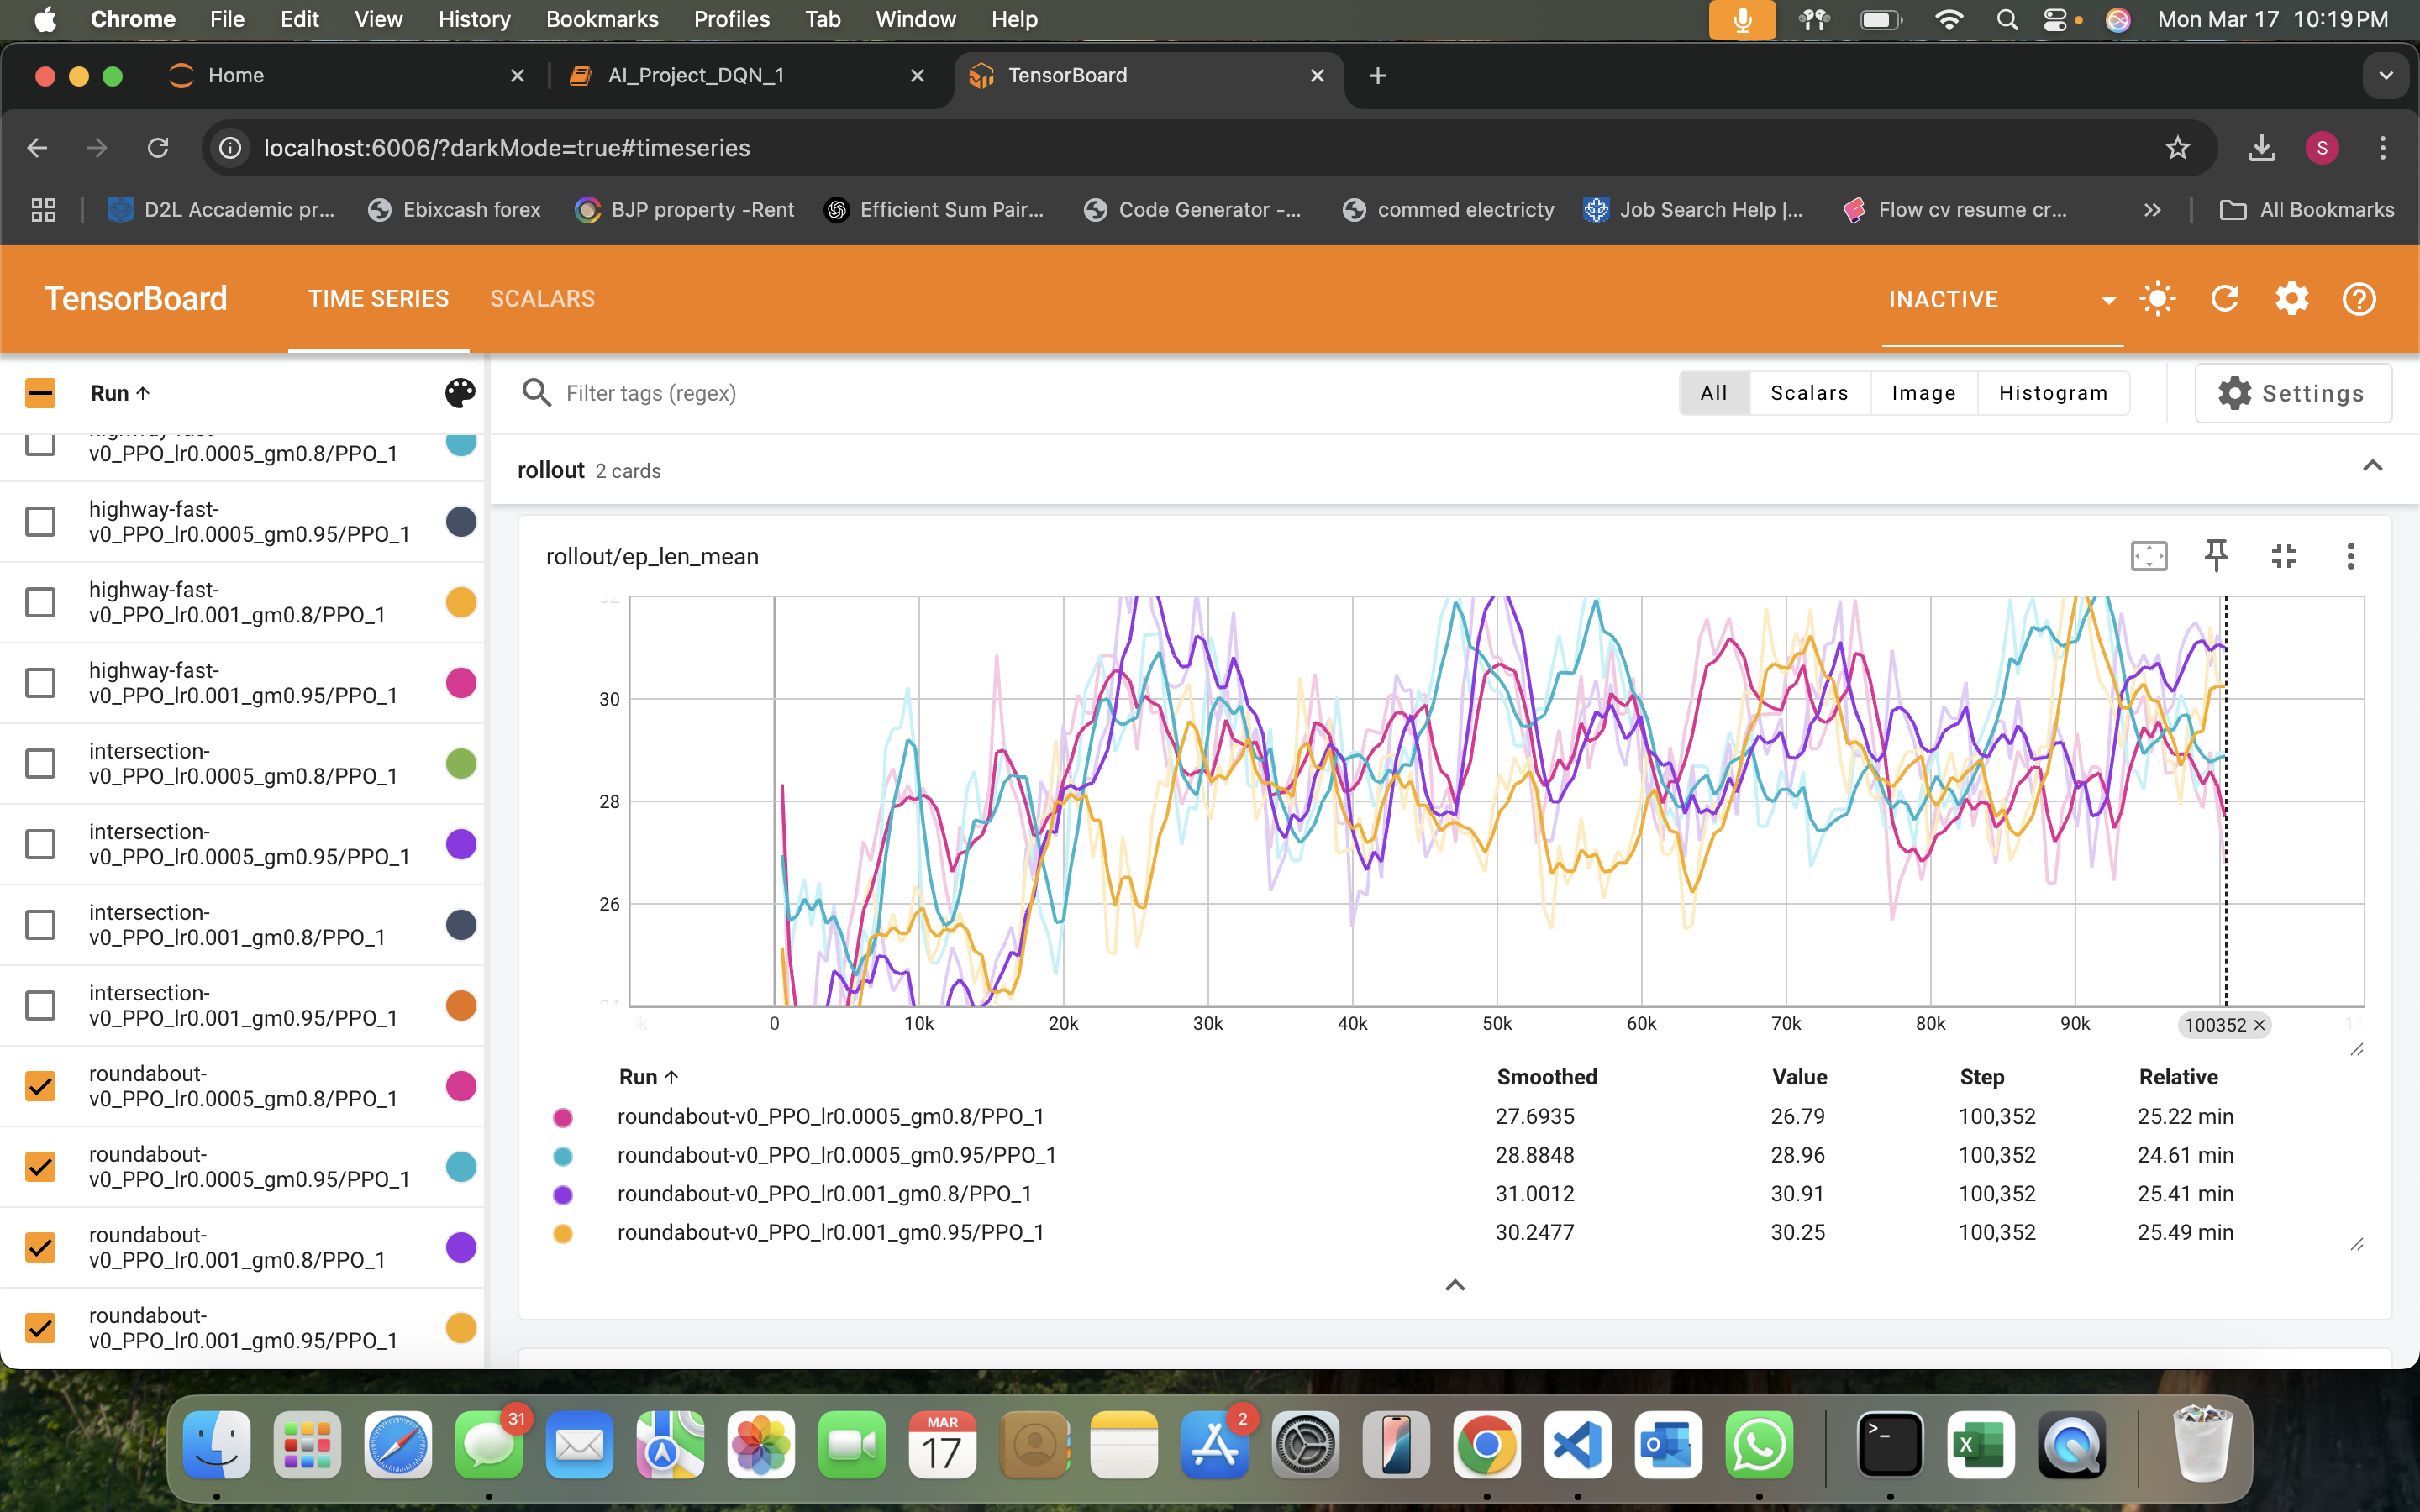 Chrome File Edit View History Bookmarks Profiles Tab Window Help Mon Mar 17 10:19 PM
Home AI_Project_DQN_1 TensorBoard
localhost:6006/?darkMode=true#timeseries S
D2L Accademic pr... Ebixcash forex BJP property -Rent Efficient Sum Pair... Code Generator -... commed electricty Job Search Help |... Flow cv resume cr... All Bookmarks
TensorBoard TIME SERIES SCALARS INACTIVE
Run Filter tags (regex) All Scalars Image Histogram Settings
v0_PPO_lr0.0005_gm0.8/PPO_1
highway-fast-
v0_PPO_lr0.0005_gm0.95/PPO_1
highway-fast-
v0_PPO_lr0.001_gm0.8/PPO_1
highway-fast-
v0_PPO_lr0.001_gm0.95/PPO_1
intersection-
v0_PPO_lr0.0005_gm0.8/PPO_1
intersection-
v0_PPO_lr0.0005_gm0.95/PPO_1
intersection-
v0_PPO_lr0.001_gm0.8/PPO_1
intersection-
v0_PPO_lr0.001_gm0.95/PPO_1
roundabout-
v0_PPO_lr0.0005_gm0.8/PPO_1
roundabout-
v0_PPO_lr0.0005_gm0.95/PPO_1
roundabout-
v0_PPO_lr0.001_gm0.8/PPO_1
roundabout-
v0_PPO_lr0.001_gm0.95/PPO_1
rollout 2 cards
rollout/ep_len_mean
30
28
26
0 10k 20k 30k 40k 50k 60k 70k 80k 90k 100352
Run Smoothed Value Step Relative
roundabout-v0_PPO_lr0.0005_gm0.8/PPO_1 27.6935 26.79 100,352 25.22 min
roundabout-v0_PPO_lr0.0005_gm0.95/PPO_1 28.8848 28.96 100,352 24.61 min
roundabout-v0_PPO_lr0.001_gm0.8/PPO_1 31.0012 30.91 100,352 25.41 min
roundabout-v0_PPO_lr0.001_gm0.95/PPO_1 30.2477 30.25 100,352 25.49 min
31 MAR 17 2